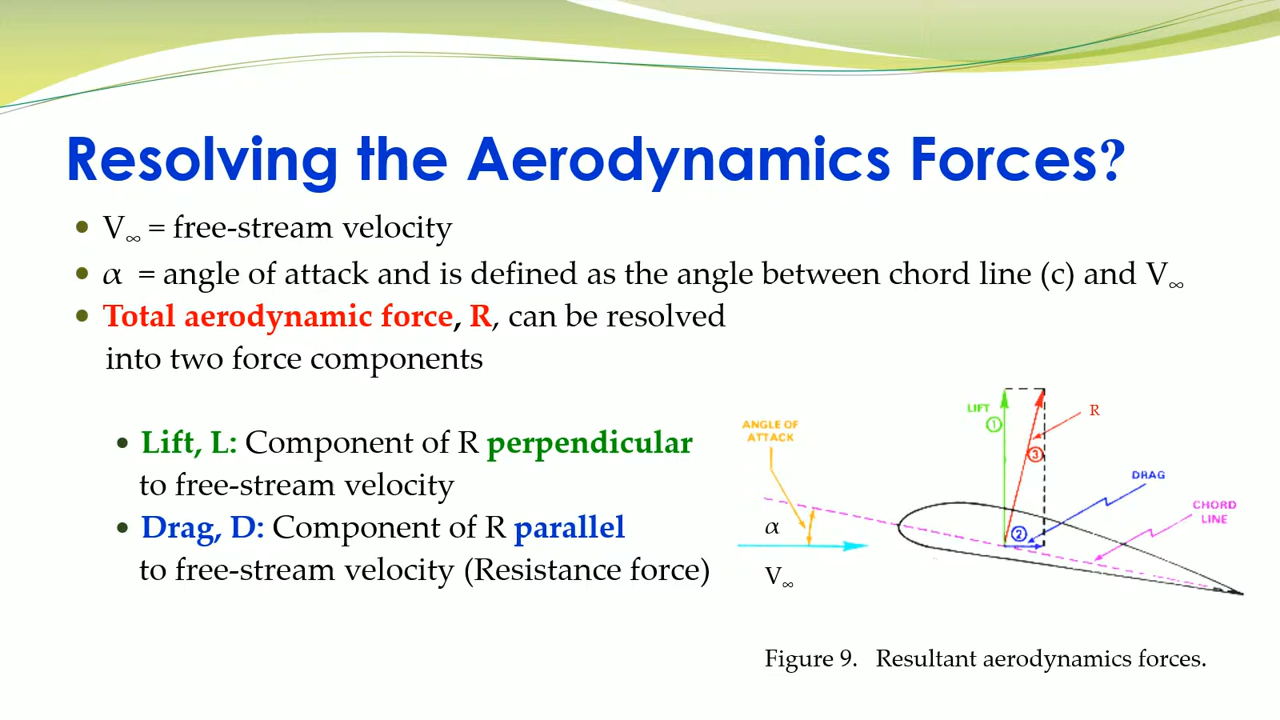 Resolving the Aerodynamics Forces?
• V∞ = free-stream velocity
• α = angle of attack and is defined as the angle between chord line (c) and V∞
• Total aerodynamic force, R, can be resolved
into two force components
• Lift, L: Component of R perpendicular
to free-stream velocity
• Drag, D: Component of R parallel
to free-stream velocity (Resistance force)
ANGLE OF
ATTACK
α
V∞
LIFT
①
R
③
②
DRAG
CHORD
LINE
Figure 9. Resultant aerodynamics forces.